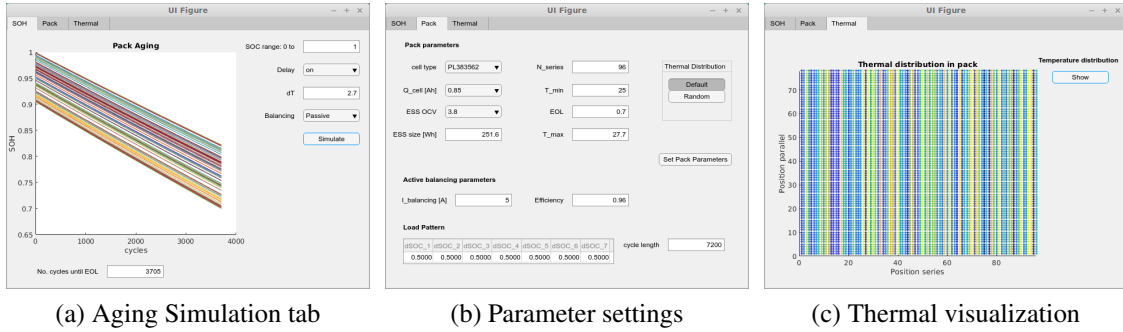 UI Figure
SOH Pack Thermal
Pack Aging
SOC range: 0 to 1
Delay on
dT 2.7
Balancing Passive
Simulate
1
0.95
0.9
0.85
0.8
0.75
0.7
0.65
SOH
0 1000 2000 3000 4000
cycles
No. cycles until EOL 3705
(a) Aging Simulation tab
UI Figure
SOH Pack Thermal
Pack parameters
cell type PL383562 N_series 96
Q_cell [Ah] 0.85 T_min 25
ESS OCV 3.8 EOL 0.7
ESS size [Wh] 251.6 T_max 27.7
Thermal Distribution
Default
Random
Set Pack Parameters
Active balancing parameters
I_balancing [A] 5 Efficiency 0.96
Load Pattern
dSOC_1 dSOC_2 dSOC_3 dSOC_4 dSOC_5 dSOC_6 dSOC_7
0.5000 0.5000 0.5000 0.5000 0.5000 0.5000 0.5000
cycle length 7200
(b) Parameter settings
UI Figure
SOH Pack Thermal
Thermal distribution in pack
Temperature distribution
Show
70
60
50
40
30
20
10
0
Position parallel
0 20 40 60 80
Position series
(c) Thermal visualization